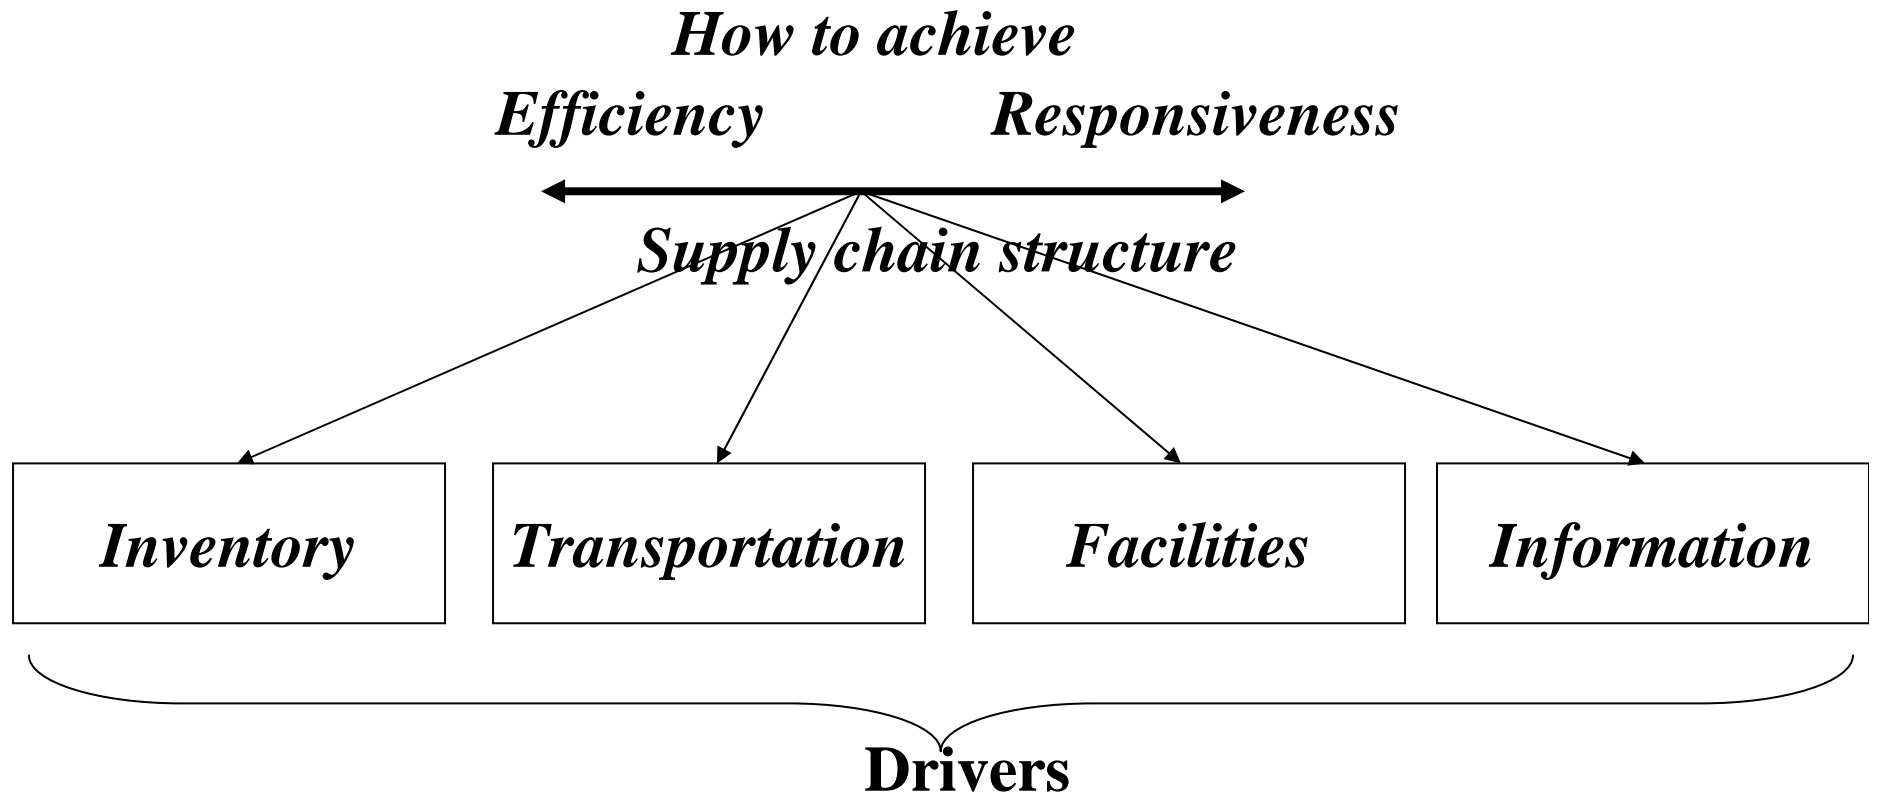 How to achieve
Efficiency Responsiveness
Supply chain structure
Inventory Transportation Facilities Information
Drivers